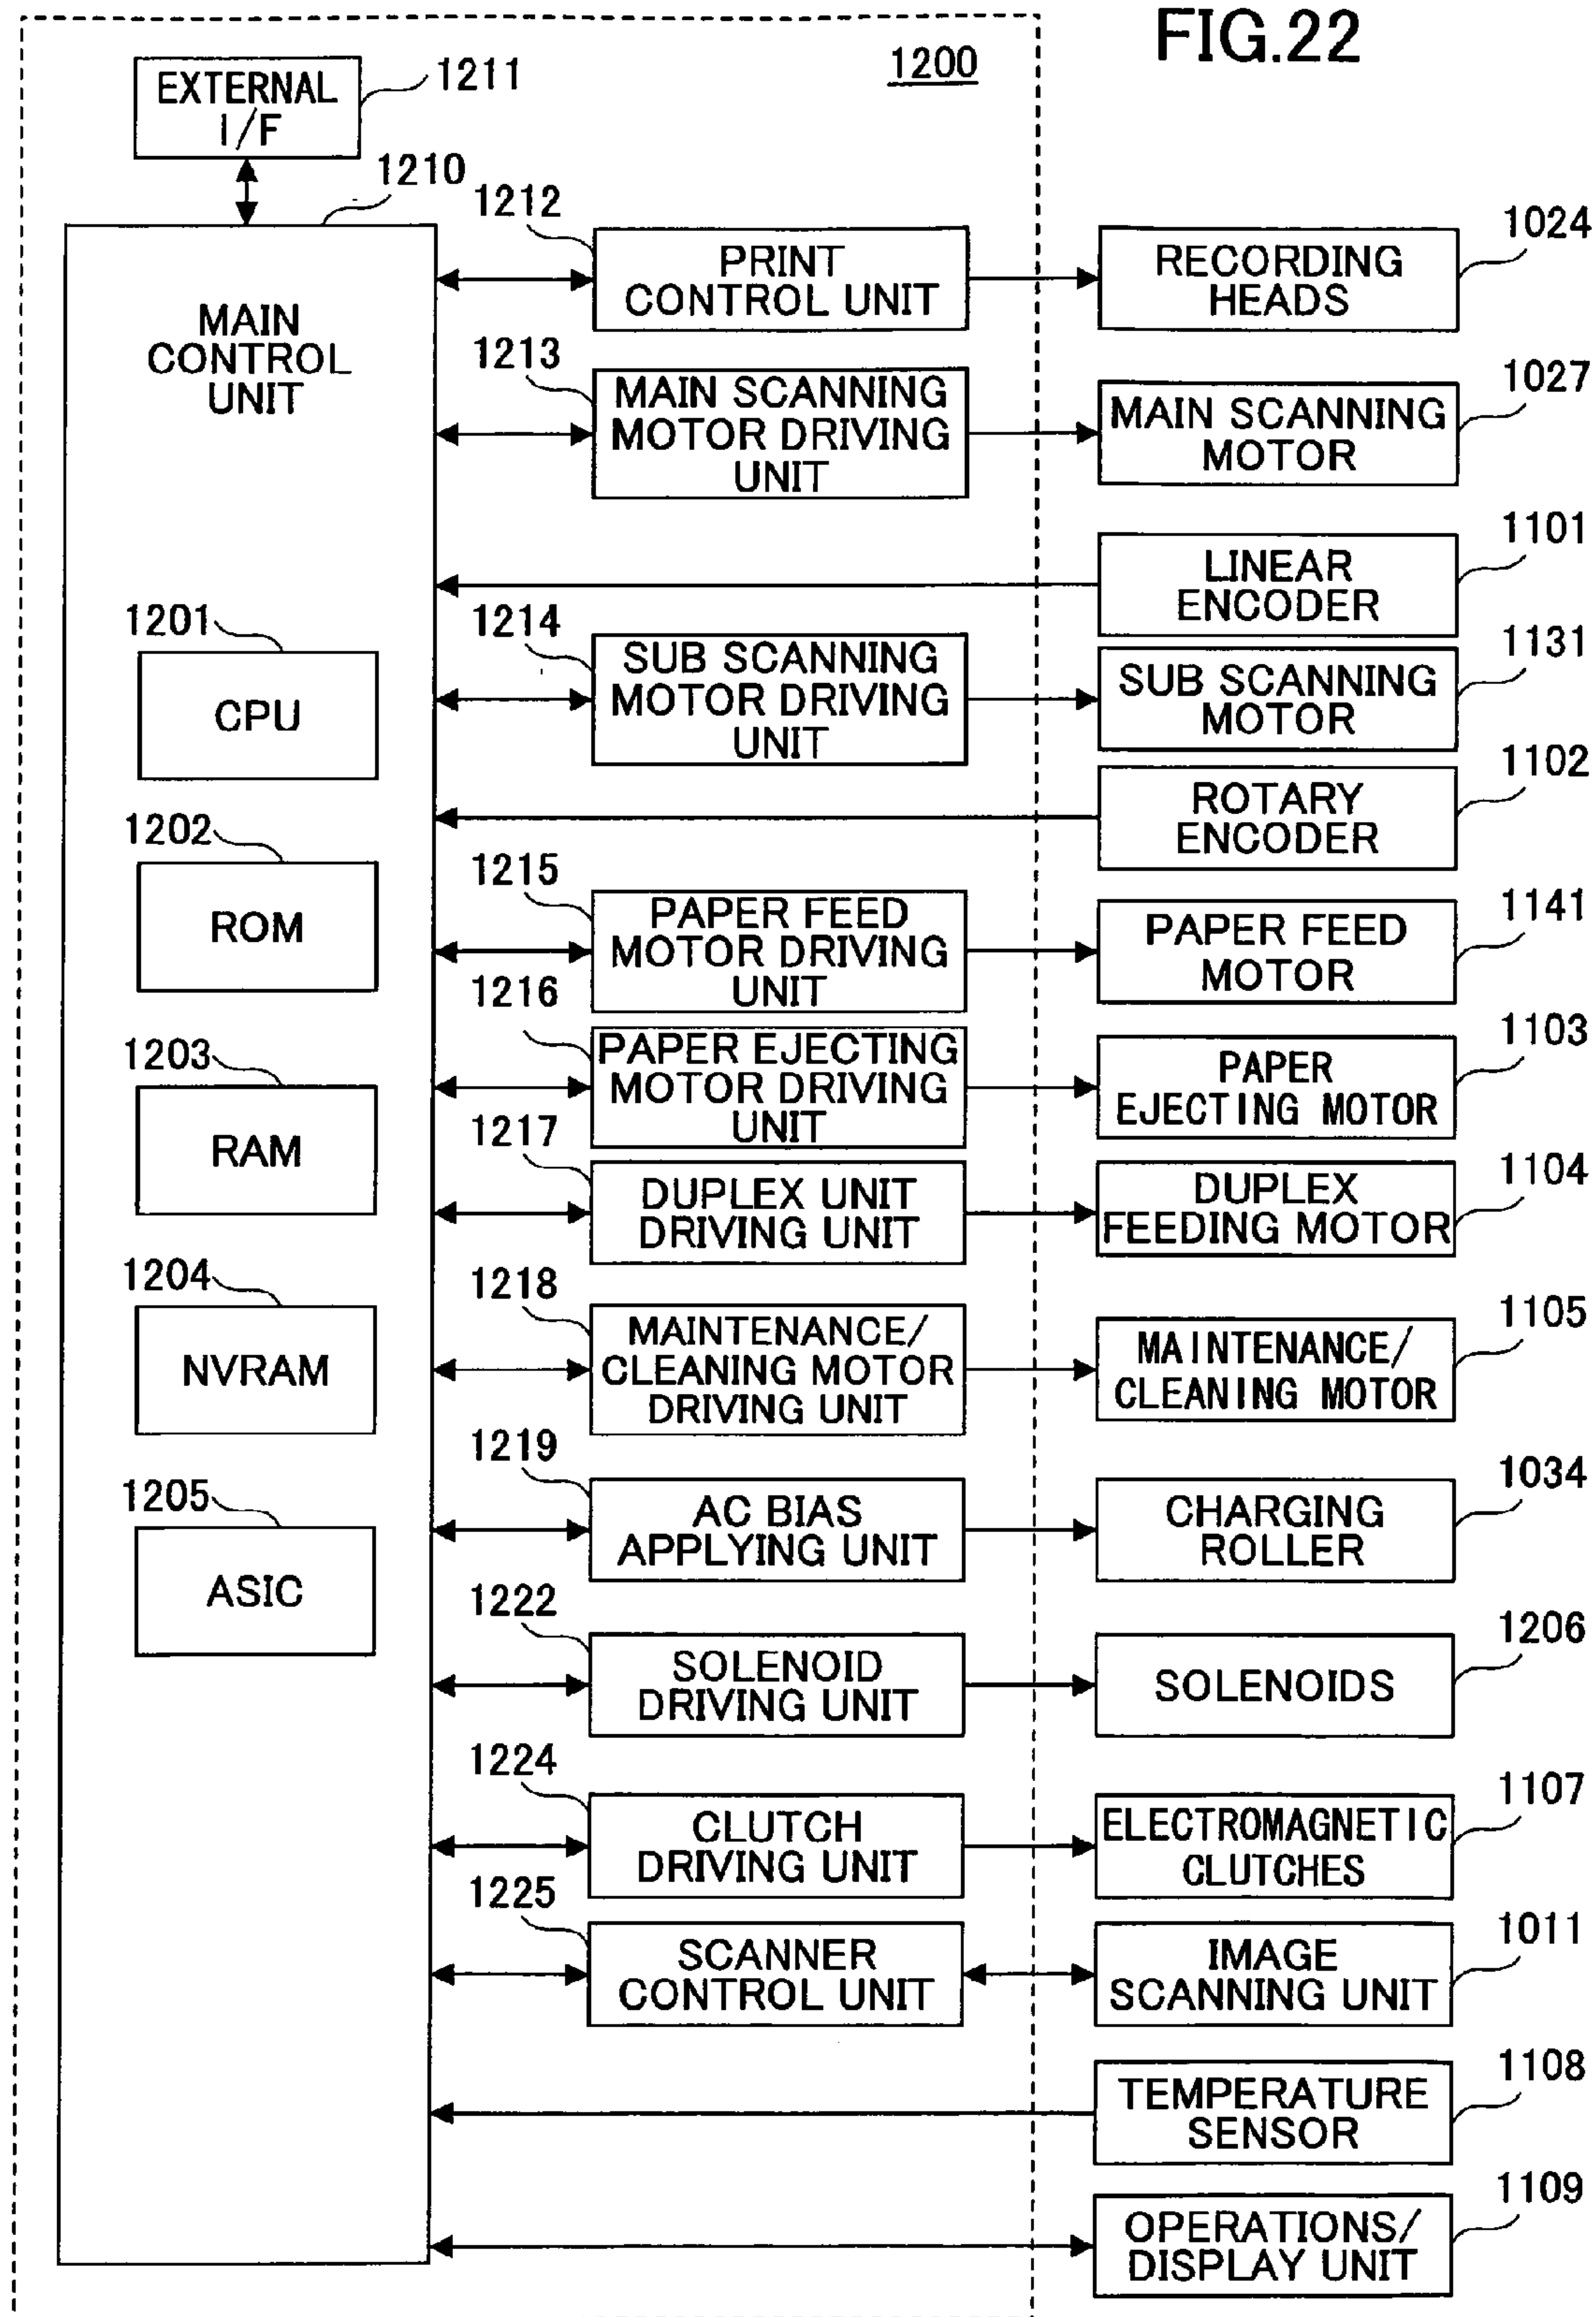 FIG.22
1200
EXTERNAL
I/F
1211
1210
MAIN
CONTROL
UNIT
1201
CPU
1202
ROM
1203
RAM
1204
NVRAM
1205
ASIC
1212
PRINT
CONTROL UNIT
RECORDING
HEADS
1024
1213
MAIN SCANNING
MOTOR DRIVING
UNIT
MAIN SCANNING
MOTOR
1027
LINEAR
ENCODER
1101
1214
SUB SCANNING
MOTOR DRIVING
UNIT
SUB SCANNING
MOTOR
1131
ROTARY
ENCODER
1102
1215
PAPER FEED
MOTOR DRIVING
UNIT
PAPER FEED
MOTOR
1141
1216
PAPER EJECTING
MOTOR DRIVING
UNIT
PAPER
EJECTING MOTOR
1103
1217
DUPLEX UNIT
DRIVING UNIT
DUPLEX
FEEDING MOTOR
1104
1218
MAINTENANCE/
CLEANING MOTOR
DRIVING UNIT
MAINTENANCE/
CLEANING MOTOR
1105
1219
AC BIAS
APPLYING UNIT
CHARGING
ROLLER
1034
1222
SOLENOID
DRIVING UNIT
SOLENOIDS
1206
1224
CLUTCH
DRIVING UNIT
ELECTROMAGNETIC
CLUTCHES
1107
1225
SCANNER
CONTROL UNIT
IMAGE
SCANNING UNIT
1011
TEMPERATURE
SENSOR
1108
OPERATIONS/
DISPLAY UNIT
1109